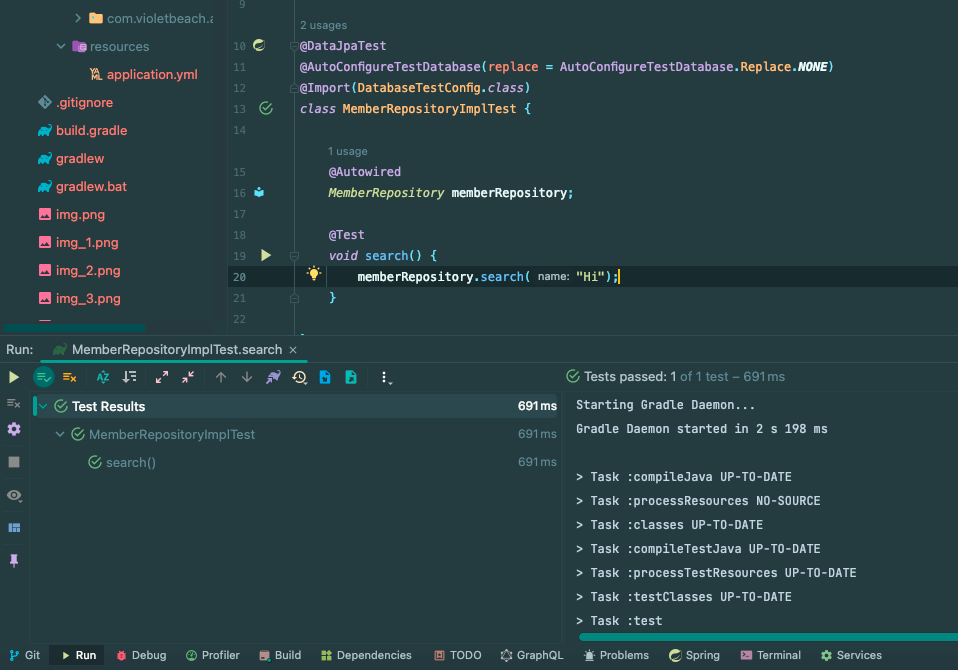 com.violetbeach.a
resources
application.yml
.gitignore
build.gradle
gradlew
gradlew.bat
img.png
img_1.png
img_2.png
img_3.png
9
2 usages
10 @DataJpaTest
11 @AutoConfigureTestDatabase(replace = AutoConfigureTestDatabase.Replace.NONE)
12 @Import(DatabaseTestConfig.class)
13 class MemberRepositoryImplTest {
14
1 usage
15 @Autowired
16 MemberRepository memberRepository;
17
18 @Test
19 void search() {
20 memberRepository.search( name: "Hi");
21 }
22
Run: MemberRepositoryImplTest.search ×
Tests passed: 1 of 1 test – 691 ms
Test Results 691 ms
MemberRepositoryImplTest 691 ms
search() 691 ms
Starting Gradle Daemon...
Gradle Daemon started in 2 s 198 ms
> Task :compileJava UP-TO-DATE
> Task :processResources NO-SOURCE
> Task :classes UP-TO-DATE
> Task :compileTestJava UP-TO-DATE
> Task :processTestResources UP-TO-DATE
> Task :testClasses UP-TO-DATE
> Task :test
Git Run Debug Profiler Build Dependencies TODO GraphQL Problems Spring Terminal Services